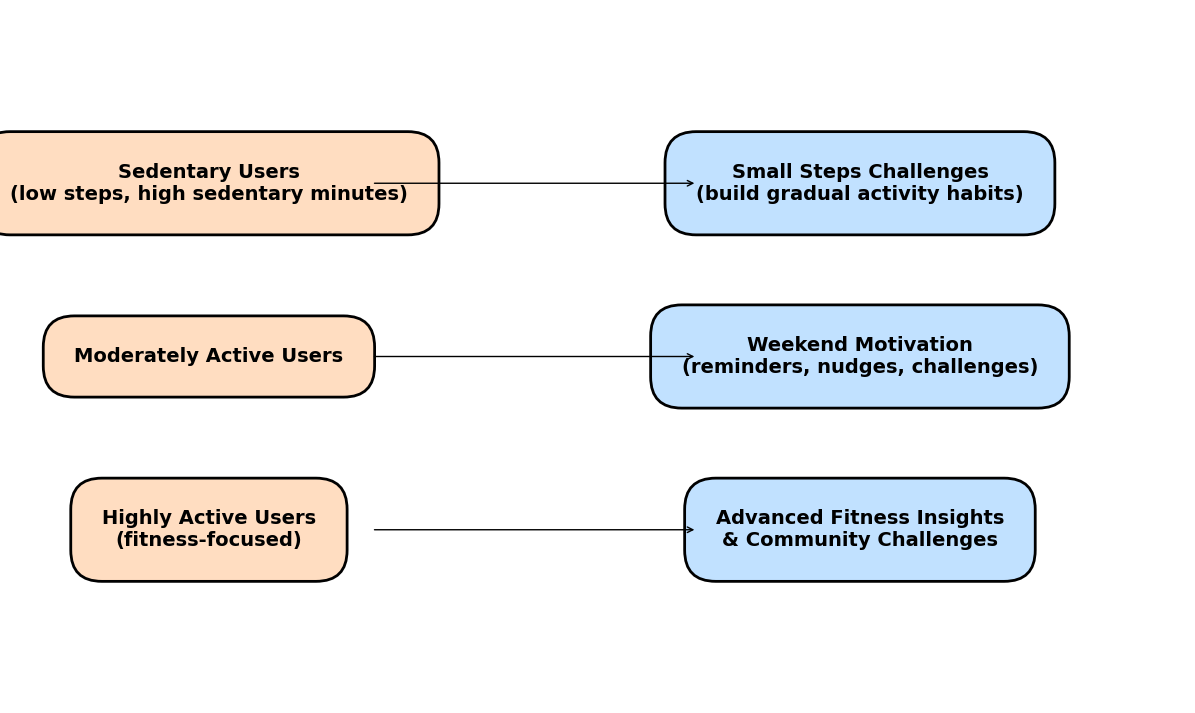 Sedentary Users
(low steps, high sedentary minutes)
Small Steps Challenges
(build gradual activity habits)
Moderately Active Users
Weekend Motivation
(reminders, nudges, challenges)
Highly Active Users
(fitness-focused)
Advanced Fitness Insights
& Community Challenges